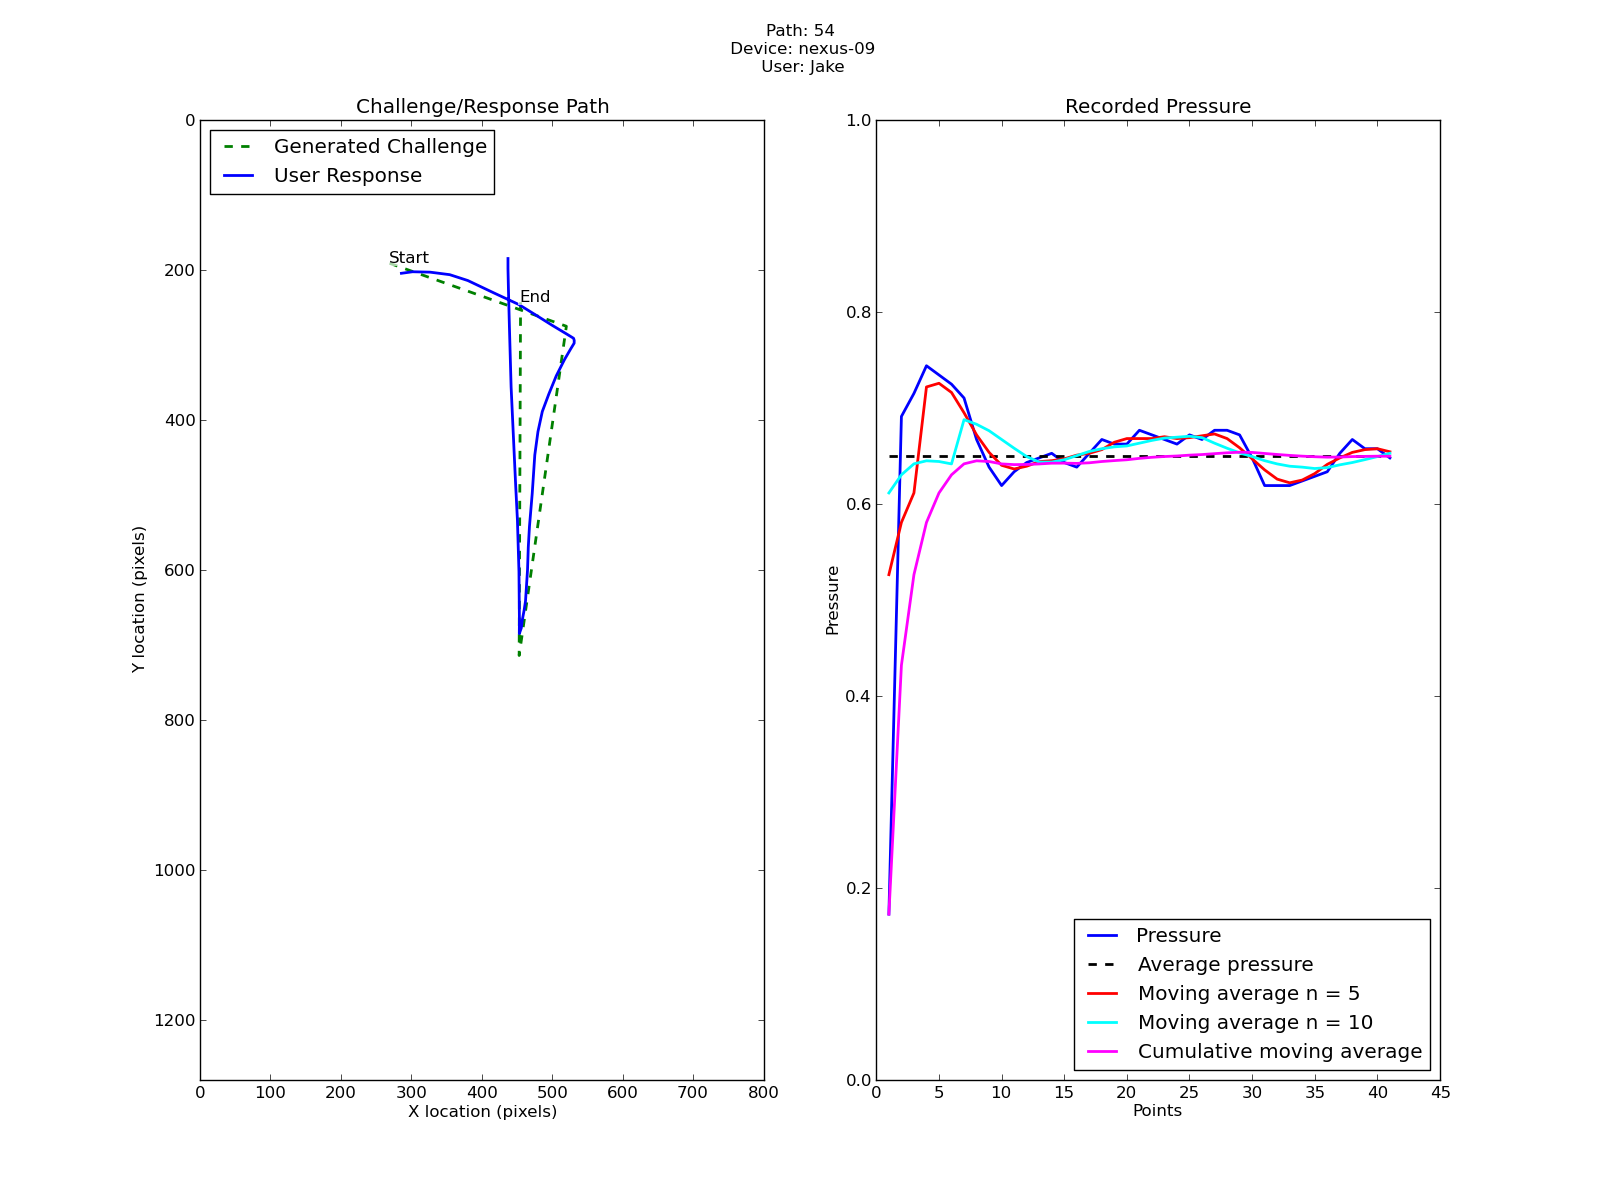 Path: 54
Device: nexus-09
User: Jake
Challenge/Response Path
Generated Challenge
User Response
Start
End
0
200
400
600
800
1000
1200
Y location (pixels)
0 100 200 300 400 500 600 700 800
X location (pixels)
Recorded Pressure
1.0
0.8
0.6
0.4
0.2
0.0
Pressure
Pressure
Average pressure
Moving average n = 5
Moving average n = 10
Cumulative moving average
0 5 10 15 20 25 30 35 40 45
Points